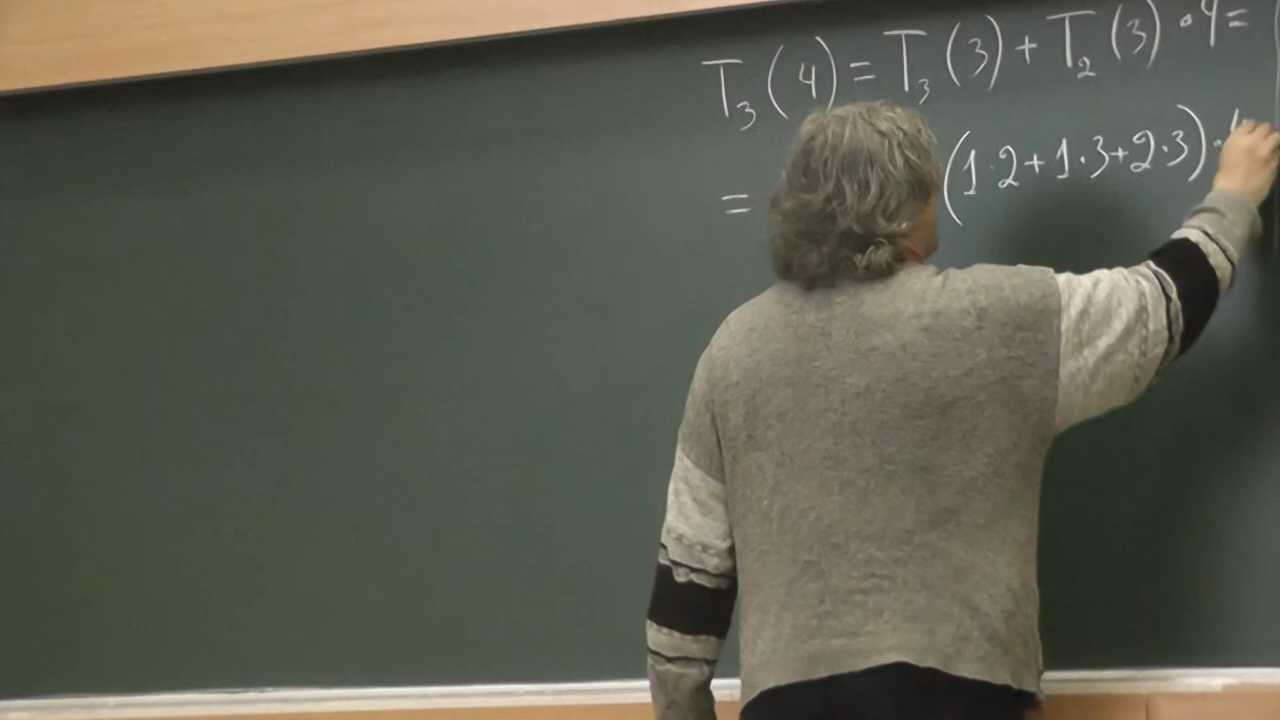 T₃(4) = T₃(3) + T₂(3) · 4 =
= (1·2+1·3+2·3)·